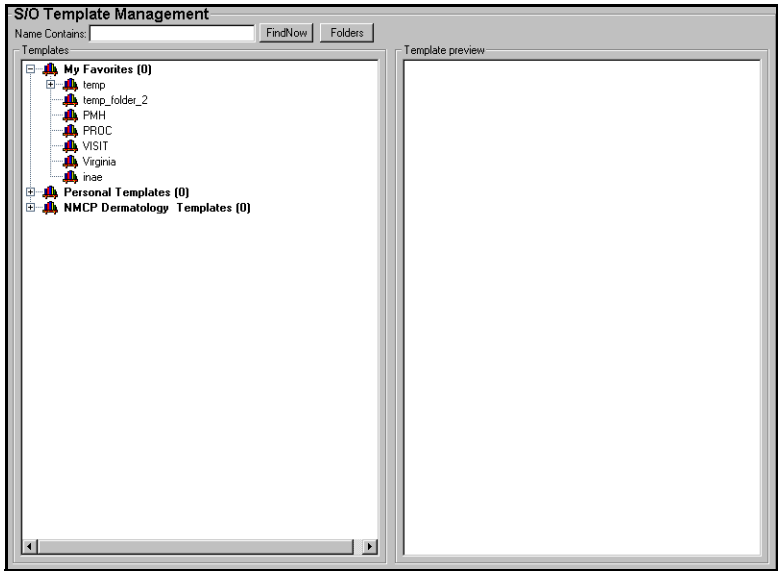 S/O Template Management
Name Contains: FindNow Folders
Templates
Template preview
My Favorites (0)
temp
temp_folder_2
PMH
PROC
VISIT
Virginia
inae
Personal Templates (0)
NMCP Dermatology Templates (0)